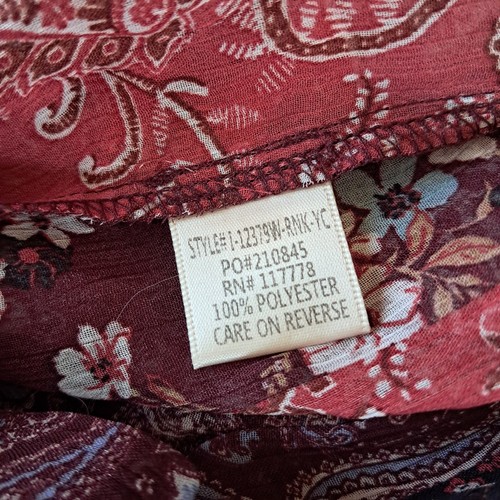 STYLE# I-12379W-RNK-YC
PO#210845
RN# 117778
100% POLYESTER
CARE ON REVERSE